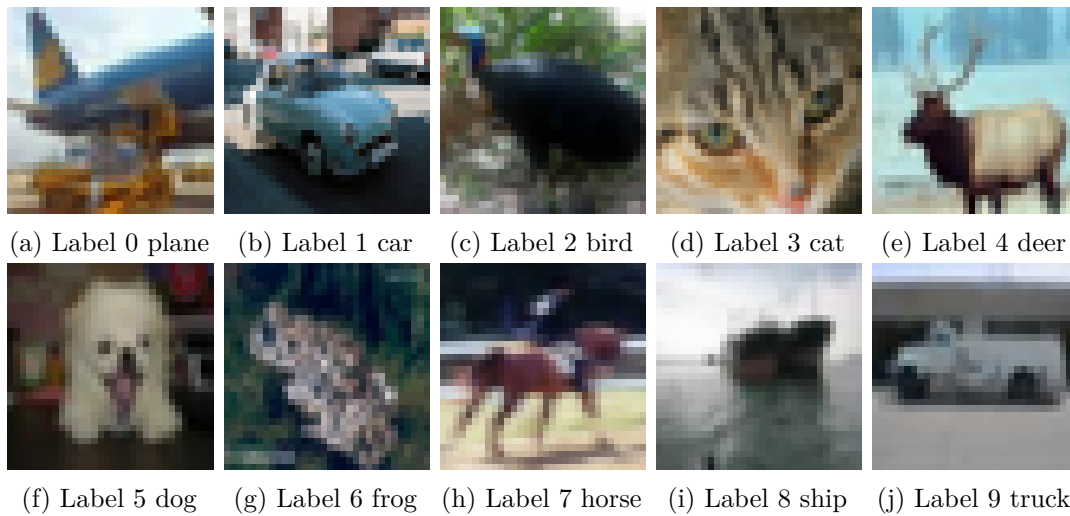 (a) Label 0 plane (b) Label 1 car (c) Label 2 bird (d) Label 3 cat (e) Label 4 deer
(f) Label 5 dog (g) Label 6 frog (h) Label 7 horse (i) Label 8 ship (j) Label 9 truck